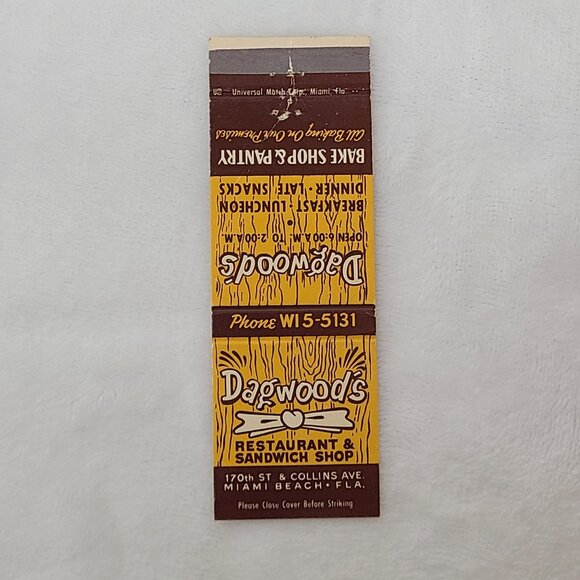 UB Universal Match Corp., Miami, Fla.
BAKE SHOP & PANTRY
All Baking On Our Premises
Dagwood's
OPEN 6:00 A.M. TO 2:00 A.M.
•
BREAKFAST • LUNCHEON
DINNER • LATE SNACKS
Phone WI 5-5131
Dagwood's
RESTAURANT &
SANDWICH SHOP
170th ST & COLLINS AVE.
MIAMI BEACH • FLA.
Please Close Cover Before Striking